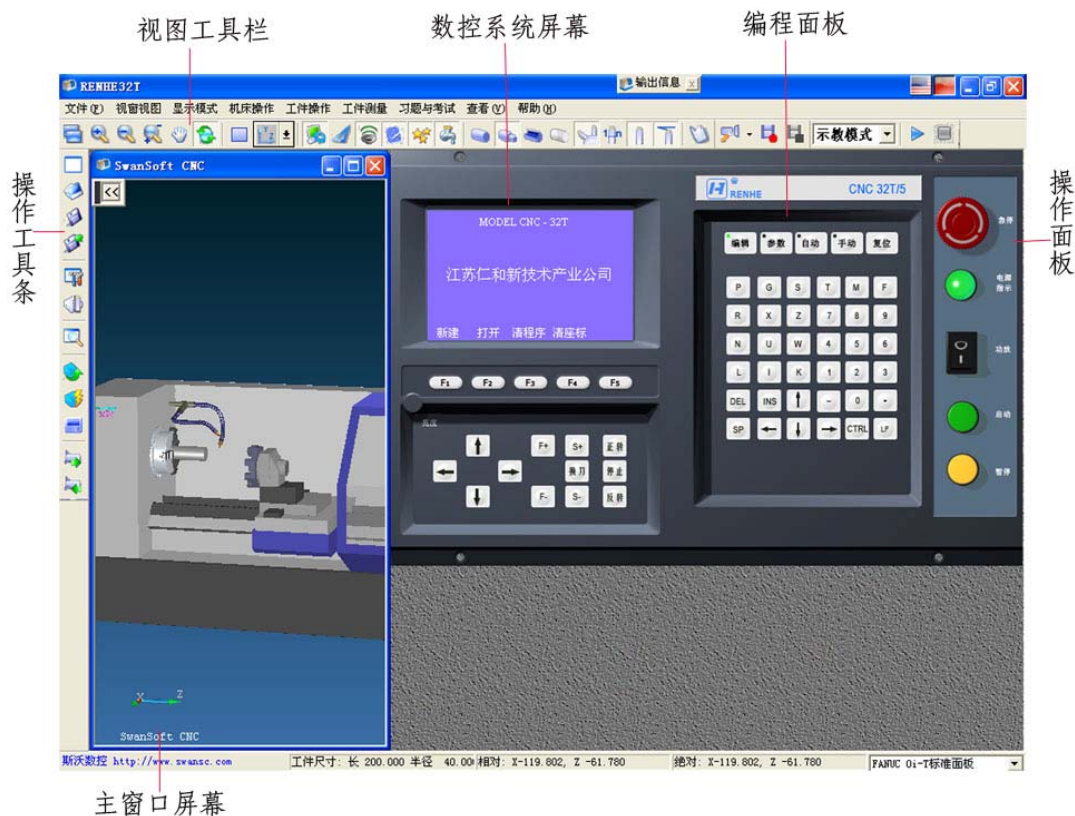 视图工具栏
数控系统屏幕
编程面板
RENHE32T
输出信息
文件(F) 视窗视图 显示模式 机床操作 工件操作 工件测量 习题与考试 查看(V) 帮助(H)
示教模式
操作工具条
SwanSoft CNC
<<
MODEL CNC - 32T
江苏仁和新技术产业公司
新建 打开 清程序 清座标
F1 F2 F3 F4 F5
亮度
F+ S+ 正转
换刀 停止
F- S- 反转
RENHE
CNC 32T/5
编辑 参数 自动 手动 复位
P G S T M F
R X Z 7 8 9
N U W 4 5 6
L I K 1 2 3
DEL INS ↑ - 0 .
SP ← ↓ → CTRL LF
急停
电源指示
功放
启动
暂停
操作面板
X Z
SwanSoft CNC
斯沃数控 http://www.swansc.com
工件尺寸: 长 200.000 半径 40.00
相对: X-119.802, Z -61.780
绝对: X-119.802, Z -61.780
FANUC 0i-T标准面板
主窗口屏幕